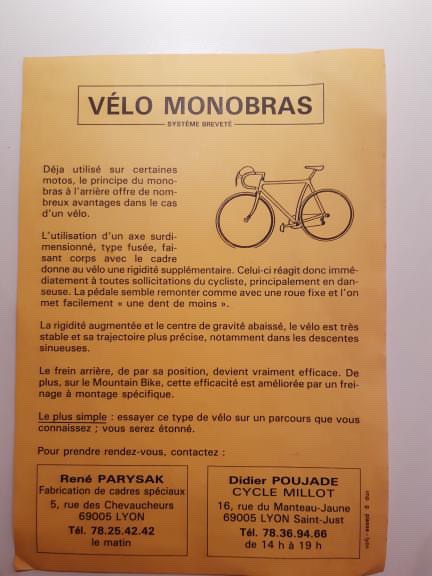 VÉLO MONOBRAS
SYSTÈME BREVETÉ
Déja utilisé sur certaines
motos, le principe du mono-
bras à l'arrière offre de nom-
breux avantages dans le cas
d'un vélo.
L'utilisation d'un axe surdi-
mensionné, type fusée, fai-
sant corps avec le cadre
donne au vélo une rigidité supplémentaire. Celui-ci réagit donc immé-
diatement à toutes sollicitations du cycliste, principalement en dan-
seuse. La pédale semble remonter comme avec une roue fixe et l'on
met facilement « une dent de moins ».
La rigidité augmentée et le centre de gravité abaissé, le vélo est très
stable et sa trajectoire plus précise, notamment dans les descentes
sinueuses.
Le frein arrière, de par sa position, devient vraiment efficace. De
plus, sur le Mountain Bike, cette efficacité est améliorée par un frei-
nage à montage spécifique.
Le plus simple : essayer ce type de vélo sur un parcours que vous
connaissez ; vous serez étonné.
Pour prendre rendez-vous, contactez :
René PARYSAK
Fabrication de cadres spéciaux
5, rue des Chevaucheurs
69005 LYON
Tél. 78.25.42.42
le matin
Didier POUJADE
CYCLE MILLOT
16, rue du Manteau-Jaune
69005 LYON Saint-Just
Tél. 78.36.94.66
de 14 h à 19 h